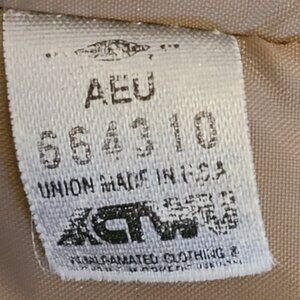 AEU
664310
UNION MADE IN U.S.A
ACTWU
AMALGAMATED CLOTHING &